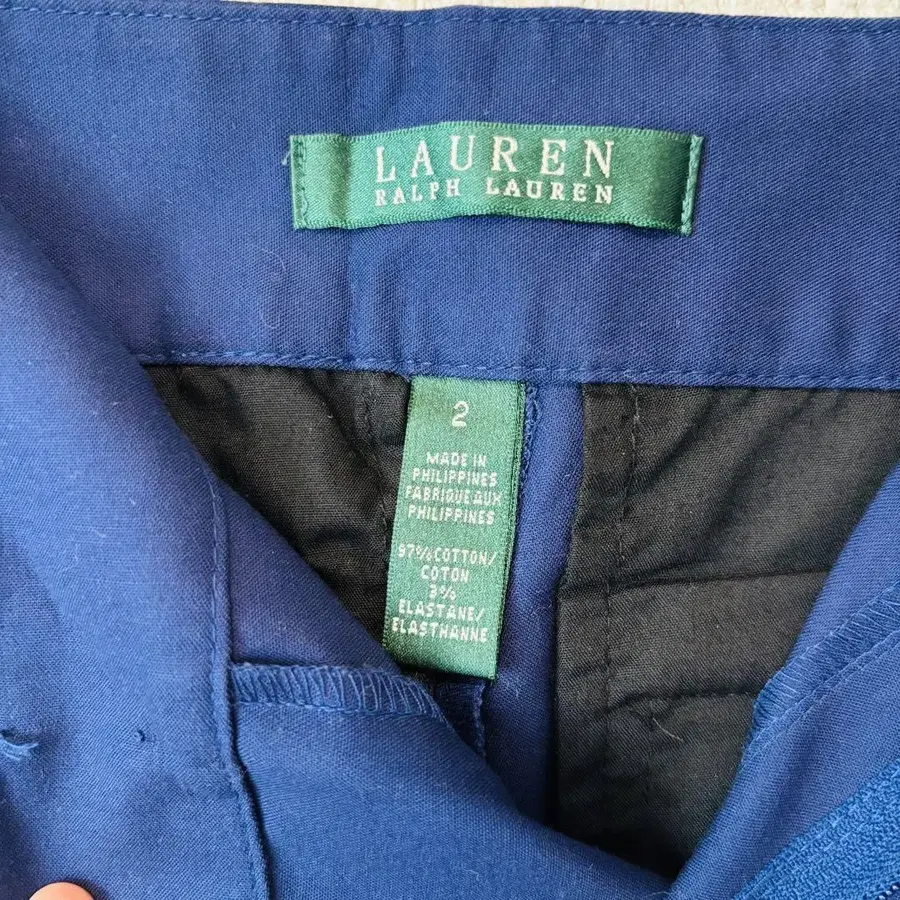 LAUREN
RALPH LAUREN
2
MADE IN
PHILIPPINES
FABRIQUE AUX
PHILIPPINES
97% COTTON/
COTON
3%
ELASTANE/
ELASTHANNE